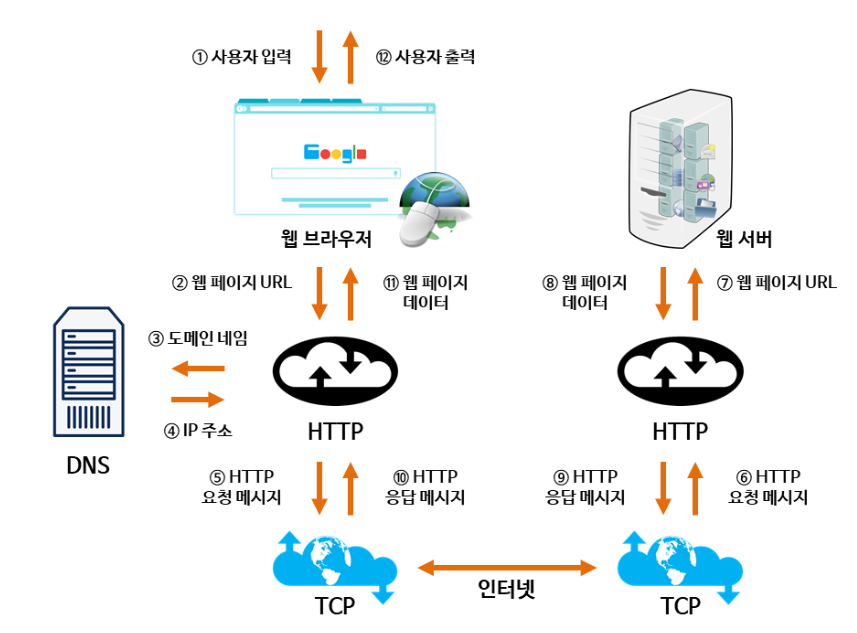 ① 사용자 입력
⑫ 사용자 출력
Google
웹 브라우저
웹 서버
② 웹 페이지 URL
⑪ 웹 페이지
데이터
⑧ 웹 페이지
데이터
⑦ 웹 페이지 URL
③ 도메인 네임
④ IP 주소
DNS
HTTP
HTTP
⑤ HTTP
요청 메시지
⑩ HTTP
응답 메시지
⑨ HTTP
응답 메시지
⑥ HTTP
요청 메시지
인터넷
TCP
TCP